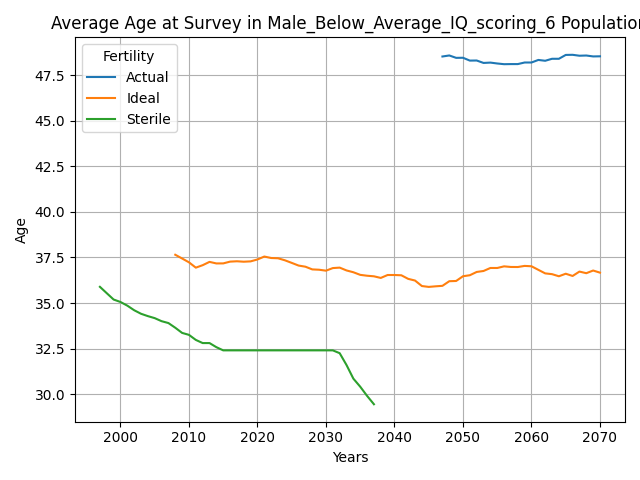 Average Age at Survey in Male_Below_Average_IQ_scoring_6 Population
Fertility
Actual
Ideal
Sterile
Age
47.5
45.0
42.5
40.0
37.5
35.0
32.5
30.0
2000 2010 2020 2030 2040 2050 2060 2070
Years